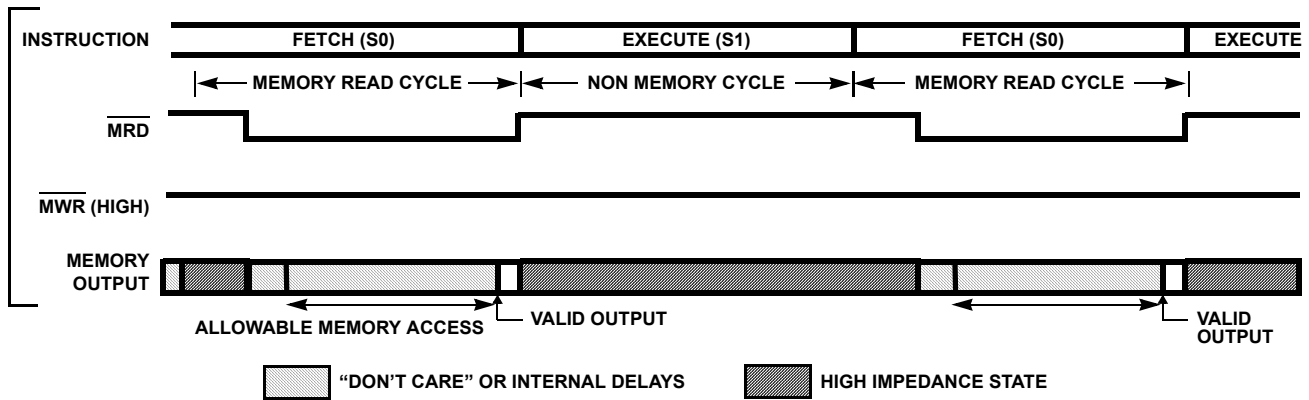 INSTRUCTION FETCH (S0) EXECUTE (S1) FETCH (S0) EXECUTE
MEMORY READ CYCLE NON MEMORY CYCLE MEMORY READ CYCLE
MRD
MWR (HIGH)
MEMORY
OUTPUT
ALLOWABLE MEMORY ACCESS
VALID OUTPUT
VALID
OUTPUT
“DON’T CARE” OR INTERNAL DELAYS
HIGH IMPEDANCE STATE